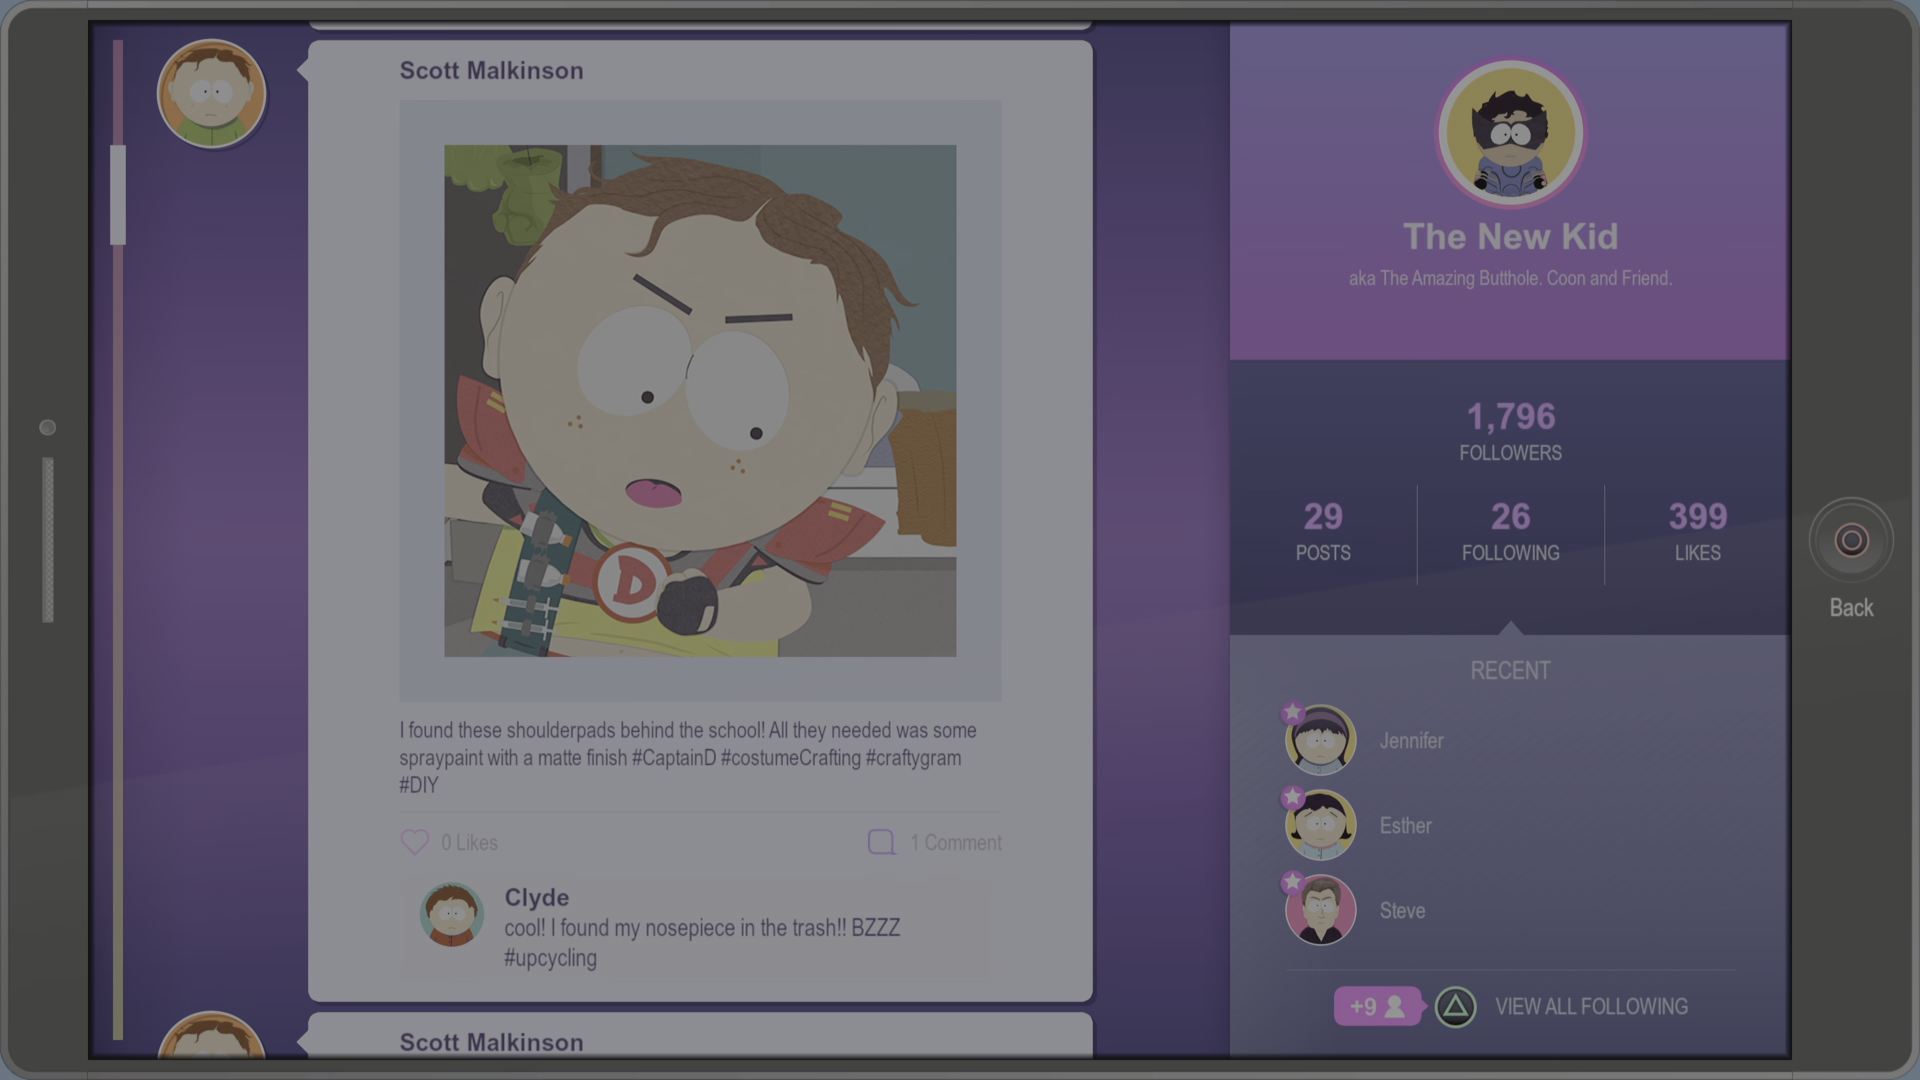 Scott Malkinson
D
I found these shoulderpads behind the school! All they needed was some
spraypaint with a matte finish #CaptainD #costumeCrafting #craftygram
#DIY
0 Likes
1 Comment
Clyde
cool! I found my nosepiece in the trash!! BZZZ
#upcycling
Scott Malkinson
The New Kid
aka The Amazing Butthole. Coon and Friend.
1,796
FOLLOWERS
29
POSTS
26
FOLLOWING
399
LIKES
RECENT
Jennifer
Esther
Steve
+9
VIEW ALL FOLLOWING
Back